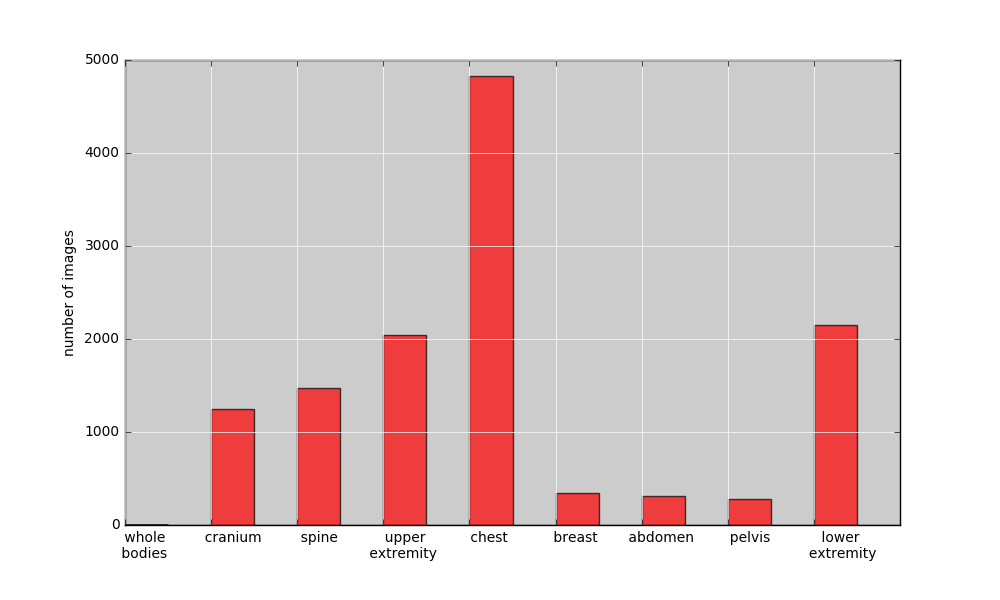 5000
4000
3000
2000
1000
0
number of images
whole bodies
cranium
spine
upper extremity
chest
breast
abdomen
pelvis
lower extremity